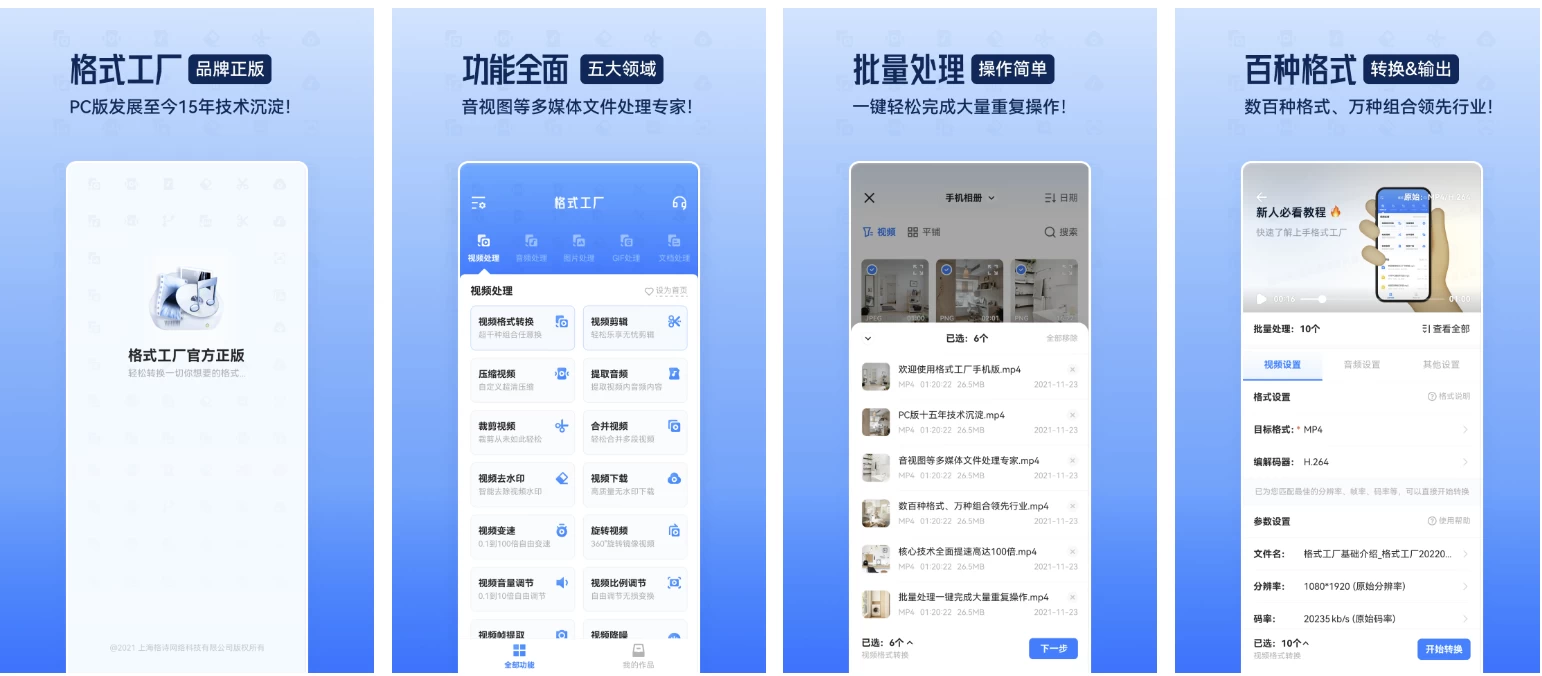 格式工厂 品牌正版
PC版发展至今15年技术沉淀!
格式工厂官方正版
轻松转换一切你想要的格式...
@2021 上海格诗网络科技有限公司版权所有
功能全面 五大领域
音视图等多媒体文件处理专家!
格式工厂
视频处理 音频处理 图片处理 GIF处理 文档处理
视频处理 设为首页
视频格式转换 视频剪辑
超千种组合任意换 轻松乐享无忧剪辑
压缩视频 提取音频
自定义超清压缩 提取视频内音频内容
裁剪视频 合并视频
裁剪从未如此轻松 轻松合并多段视频
视频去水印 视频下载
智能去除视频水印 高质量无水印下载
视频变速 旋转视频
0.1到100倍自由变速 360°旋转镜像视频
视频音量调节 视频比例调节
0.1到10倍自由调节 自由调节无损变换
视频帧提取 视频降噪
全部功能 我的作品
批量处理 操作简单
一键轻松完成大量重复操作!
手机相册 日期
视频 平铺 搜索
JPEG PNG 02:01 PNG
已选：6个 全部移除
欢迎使用格式工厂手机版.mp4
MP4 01:20:22 26.5MB 2021-11-23
PC版十五年技术沉淀.mp4
MP4 01:20:22 26.5MB 2021-11-23
音视图等多媒体文件处理专家.mp4
MP4 01:20:22 26.5MB 2021-11-23
数百种格式、万种组合领先行业.mp4
MP4 01:20:22 26.5MB 2021-11-23
核心技术全面提速高达100倍.mp4
MP4 01:20:22 26.5MB 2021-11-23
批量处理一键完成大量重复操作.mp4
MP4 01:20:22 26.5MB 2021-11-23
已选：6个
视频格式转换
下一步
百种格式 转换&输出
数百种格式、万种组合领先行业!
原始：
新人必看教程
快速了解上手格式工厂
00:16 01:00
批量处理：10个 查看全部
视频设置 音频设置 其他设置
格式设置 格式说明
目标格式：* MP4
编解码器： H.264
已为您匹配最佳的分辨率、帧率、码率等，可以直接开始转换
参数设置 使用帮助
文件名： 格式工厂基础介绍_格式工厂20220...
分辨率： 1080*1920 (原始分辨率)
码率： 20235 kb/s (原始码率)
已选：10个
视频格式转换
开始转换